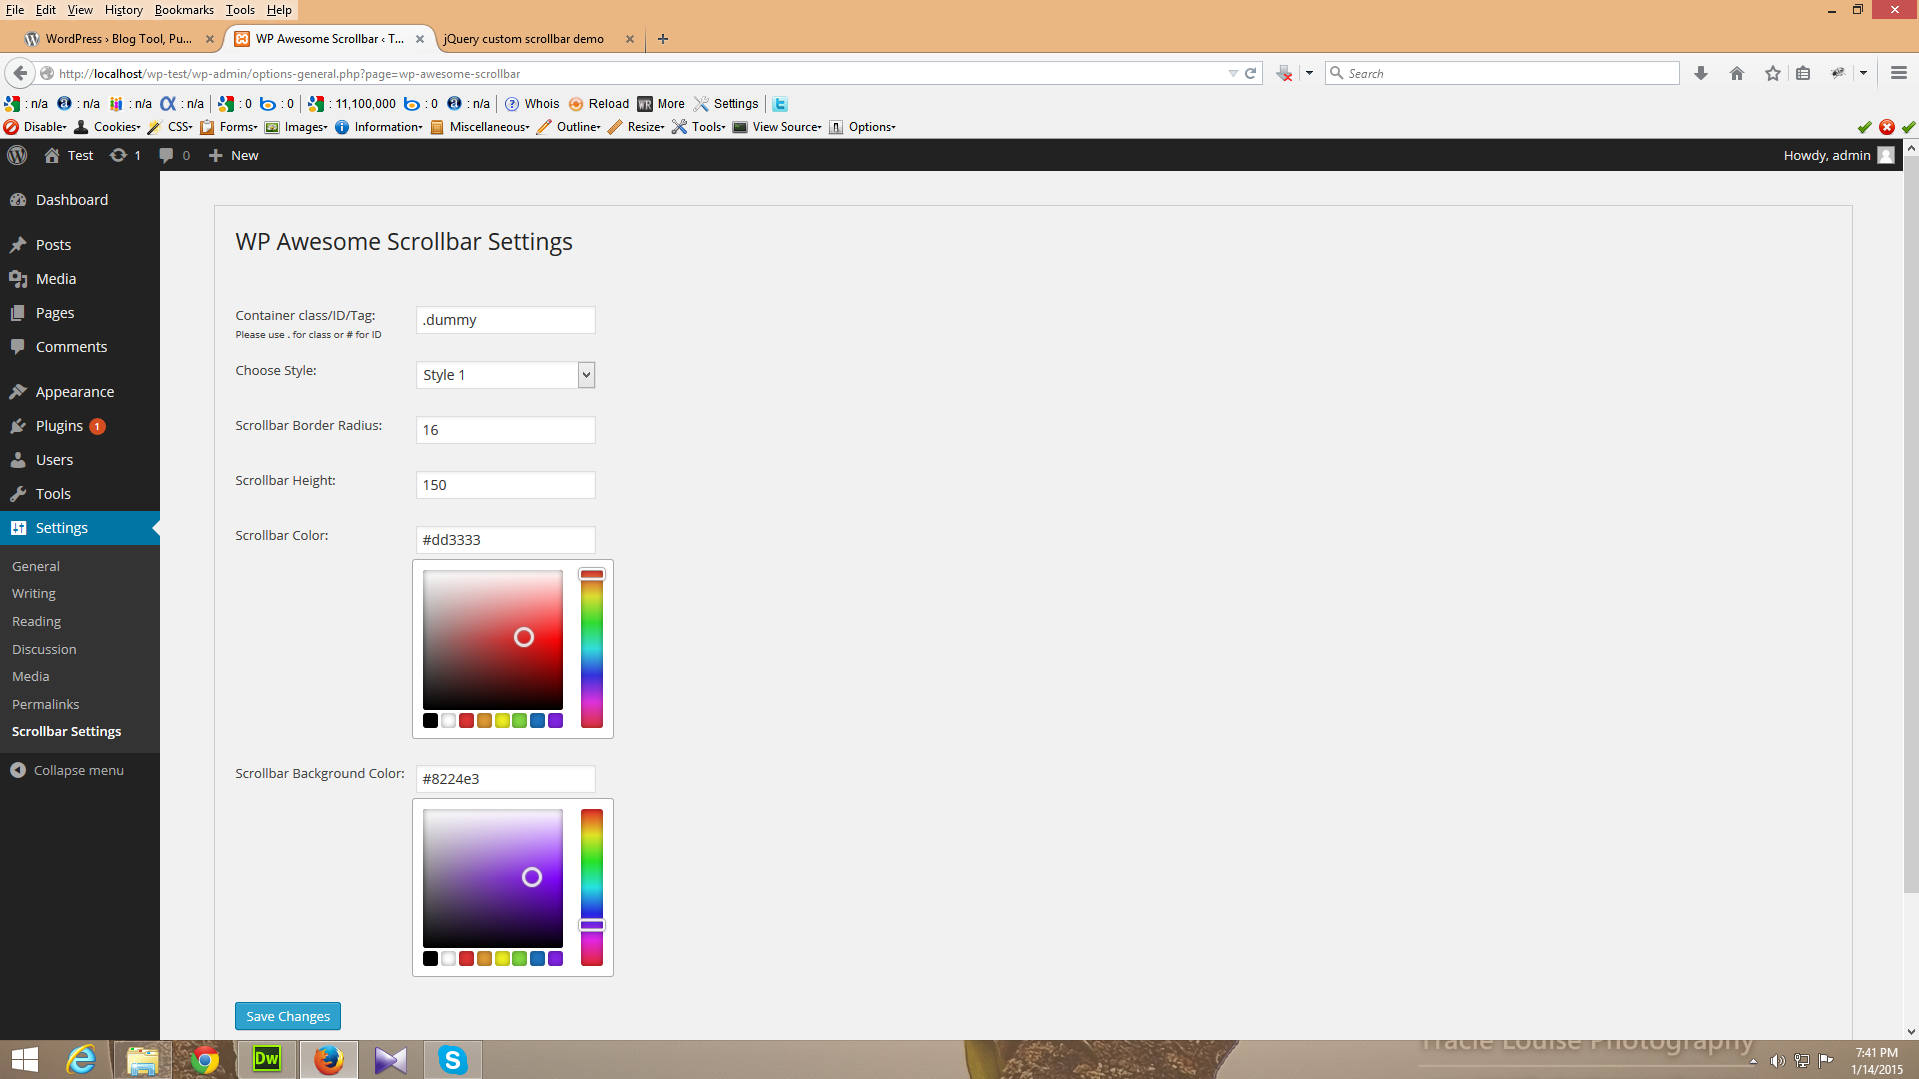 File Edit View History Bookmarks Tools Help
WordPress › Blog Tool, Pu... WP Awesome Scrollbar ‹ T... jQuery custom scrollbar demo
http://localhost/wp-test/wp-admin/options-general.php?page=wp-awesome-scrollbar Search
: n/a : n/a : n/a : n/a : 0 : 0 : 11,100,000 : 0 : n/a Whois Reload WR More Settings
Disable Cookies CSS Forms Images Information Miscellaneous Outline Resize Tools View Source Options
Test 1 0 New Howdy, admin
Dashboard
Posts
Media
Pages
Comments
Appearance
Plugins 1
Users
Tools
Settings
General
Writing
Reading
Discussion
Media
Permalinks
Scrollbar Settings
Collapse menu
WP Awesome Scrollbar Settings
Container class/ID/Tag: .dummy
Please use . for class or # for ID
Choose Style: Style 1
Scrollbar Border Radius: 16
Scrollbar Height: 150
Scrollbar Color: #dd3333
Scrollbar Background Color: #8224e3
Save Changes
Dw
Tracie Louise Photography
7:41 PM
1/14/2015